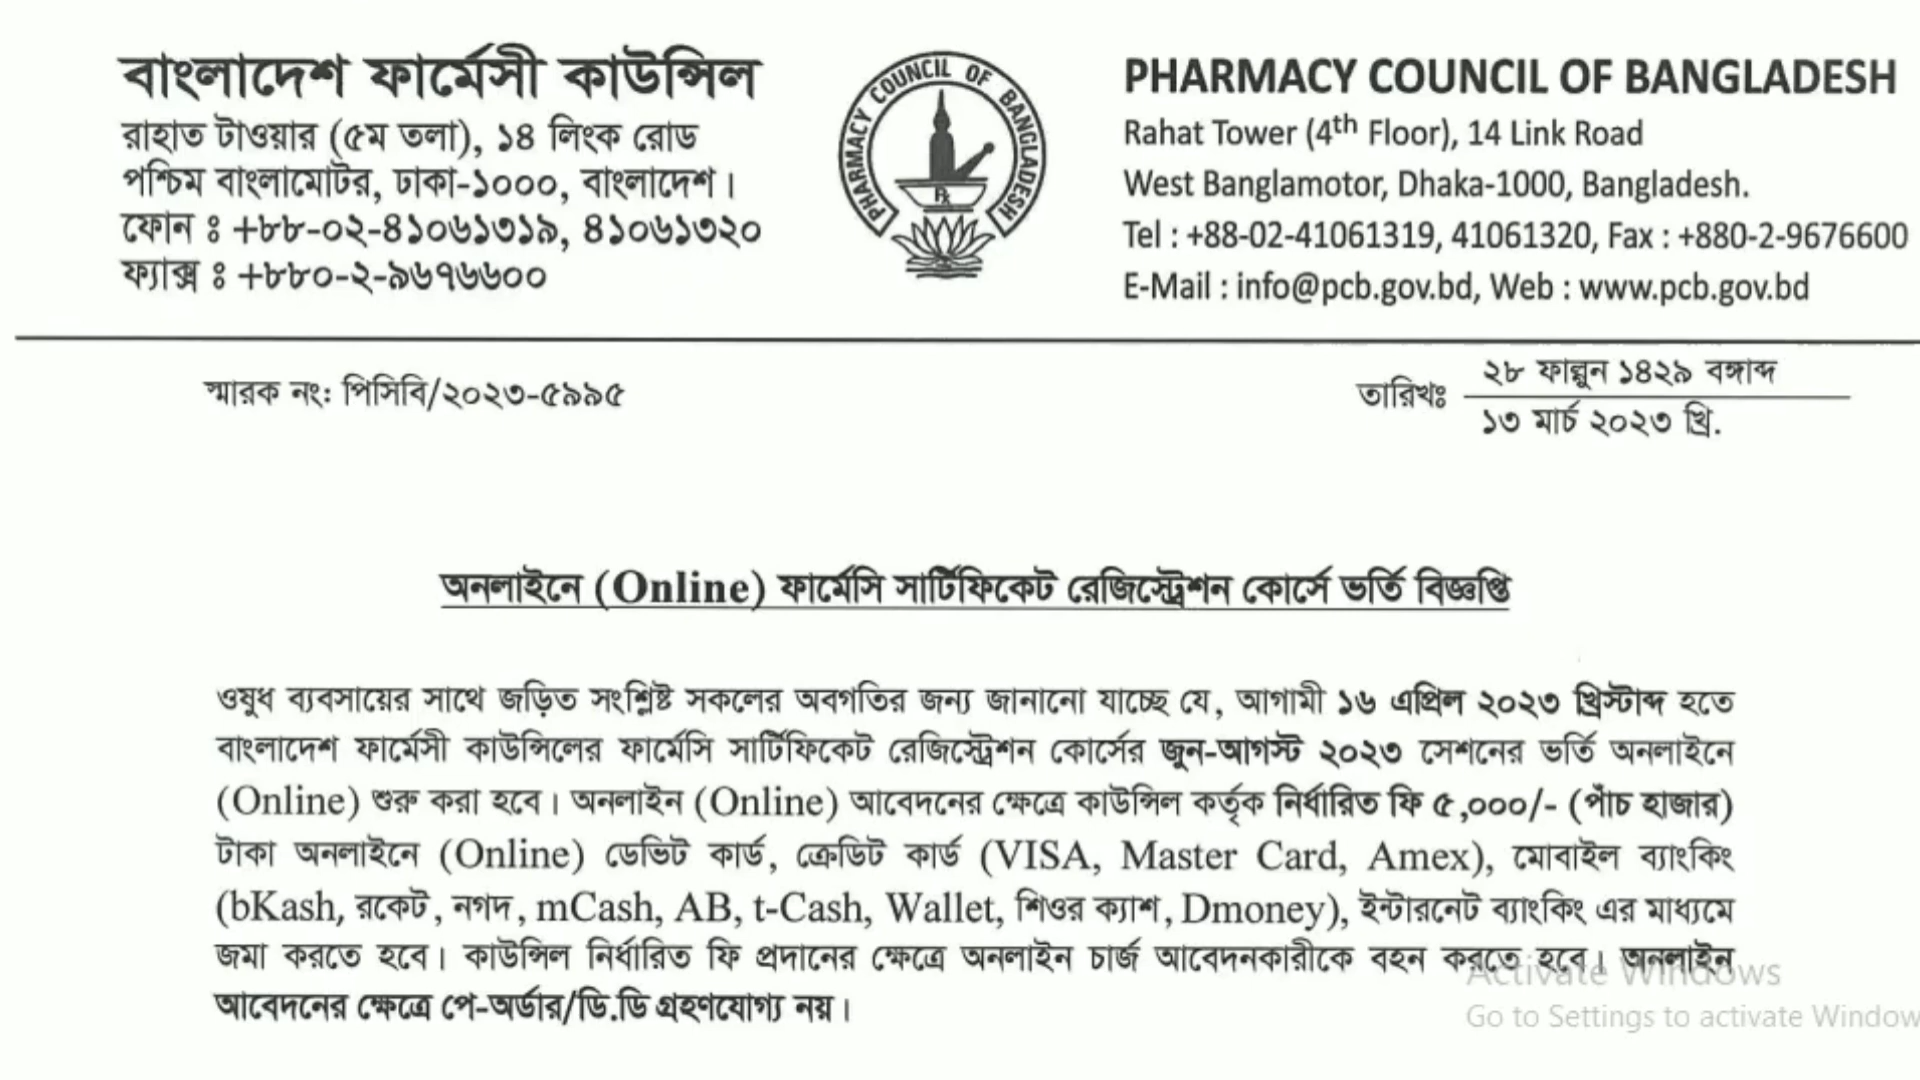 বাংলাদেশ ফার্মেসী কাউন্সিল
রাহাত টাওয়ার (৫ম তলা), ১৪ লিংক রোড
পশ্চিম বাংলামোটর, ঢাকা-১০০০, বাংলাদেশ।
ফোন ঃ +৮৮-০২-৪১০৬১৩১৯, ৪১০৬১৩২০
ফ্যাক্স ঃ +৮৮০-২-৯৬৭৬৬০০
PHARMACY COUNCIL OF BANGLADESH
Rx
PHARMACY COUNCIL OF BANGLADESH
Rahat Tower (4th Floor), 14 Link Road
West Banglamotor, Dhaka-1000, Bangladesh.
Tel : +88-02-41061319, 41061320, Fax : +880-2-9676600
E-Mail : info@pcb.gov.bd, Web : www.pcb.gov.bd
স্মারক নং: পিসিবি/২০২৩-৫৯৯৫
তারিখঃ ২৮ ফাল্গুন ১৪২৯ বঙ্গাব্দ
১৩ মার্চ ২০২৩ খ্রি.
অনলাইনে (Online) ফার্মেসি সার্টিফিকেট রেজিস্ট্রেশন কোর্সে ভর্তি বিজ্ঞপ্তি
ওষুধ ব্যবসায়ের সাথে জড়িত সংশ্লিষ্ট সকলের অবগতির জন্য জানানো যাচ্ছে যে, আগামী ১৬ এপ্রিল ২০২৩ খ্রিস্টাব্দ হতে
বাংলাদেশ ফার্মেসী কাউন্সিলের ফার্মেসি সার্টিফিকেট রেজিস্ট্রেশন কোর্সের জুন-আগস্ট ২০২৩ সেশনের ভর্তি অনলাইনে
(Online) শুরু করা হবে। অনলাইন (Online) আবেদনের ক্ষেত্রে কাউন্সিল কর্তৃক নির্ধারিত ফি ৫,০০০/- (পাঁচ হাজার)
টাকা অনলাইনে (Online) ডেভিট কার্ড, ক্রেডিট কার্ড (VISA, Master Card, Amex), মোবাইল ব্যাংকিং
(bKash, রকেট, নগদ, mCash, AB, t-Cash, Wallet, শিওর ক্যাশ, Dmoney), ইন্টারনেট ব্যাংকিং এর মাধ্যমে
জমা করতে হবে। কাউন্সিল নির্ধারিত ফি প্রদানের ক্ষেত্রে অনলাইন চার্জ আবেদনকারীকে বহন করতে হবে। অনলাইন
আবেদনের ক্ষেত্রে পে-অর্ডার/ডি.ডি গ্রহণযোগ্য নয়।
Activate Windows
Go to Settings to activate Window